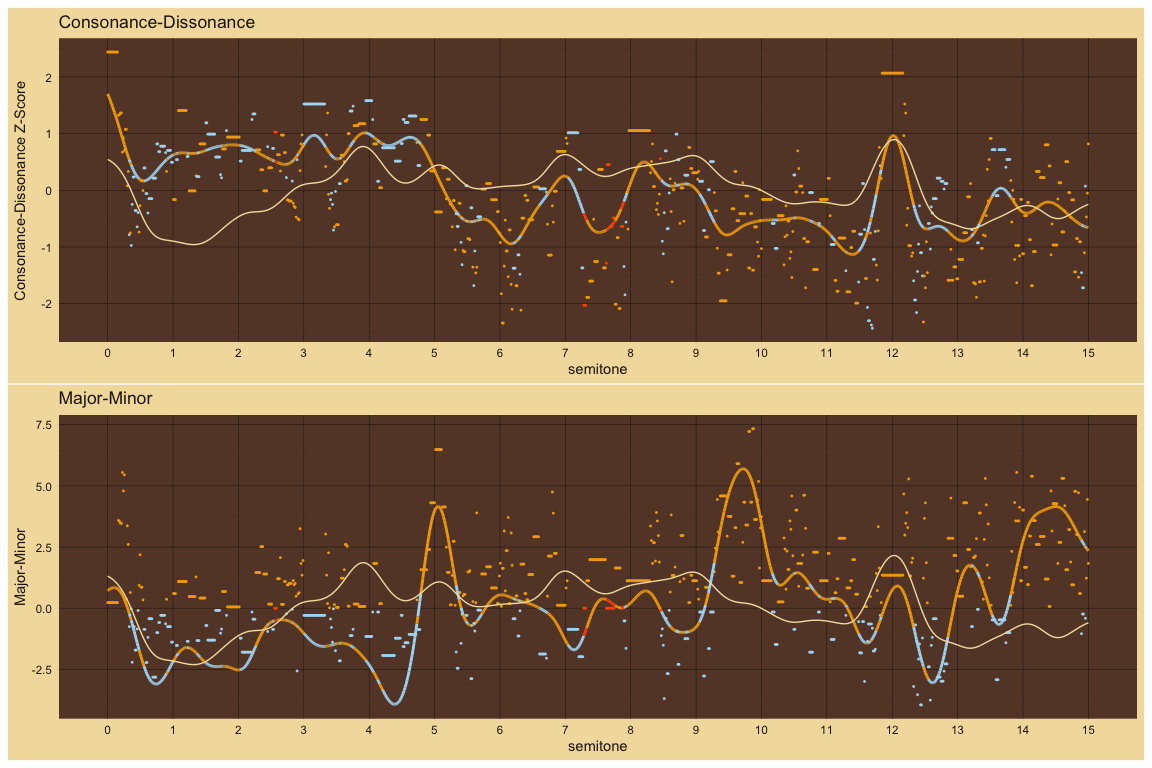 Consonance-Dissonance
Consonance-Dissonance Z-Score
2
1
0
-1
-2
0 1 2 3 4 5 6 7 8 9 10 11 12 13 14 15
semitone
Major-Minor
Major-Minor
7.5
5.0
2.5
0.0
-2.5
0 1 2 3 4 5 6 7 8 9 10 11 12 13 14 15
semitone